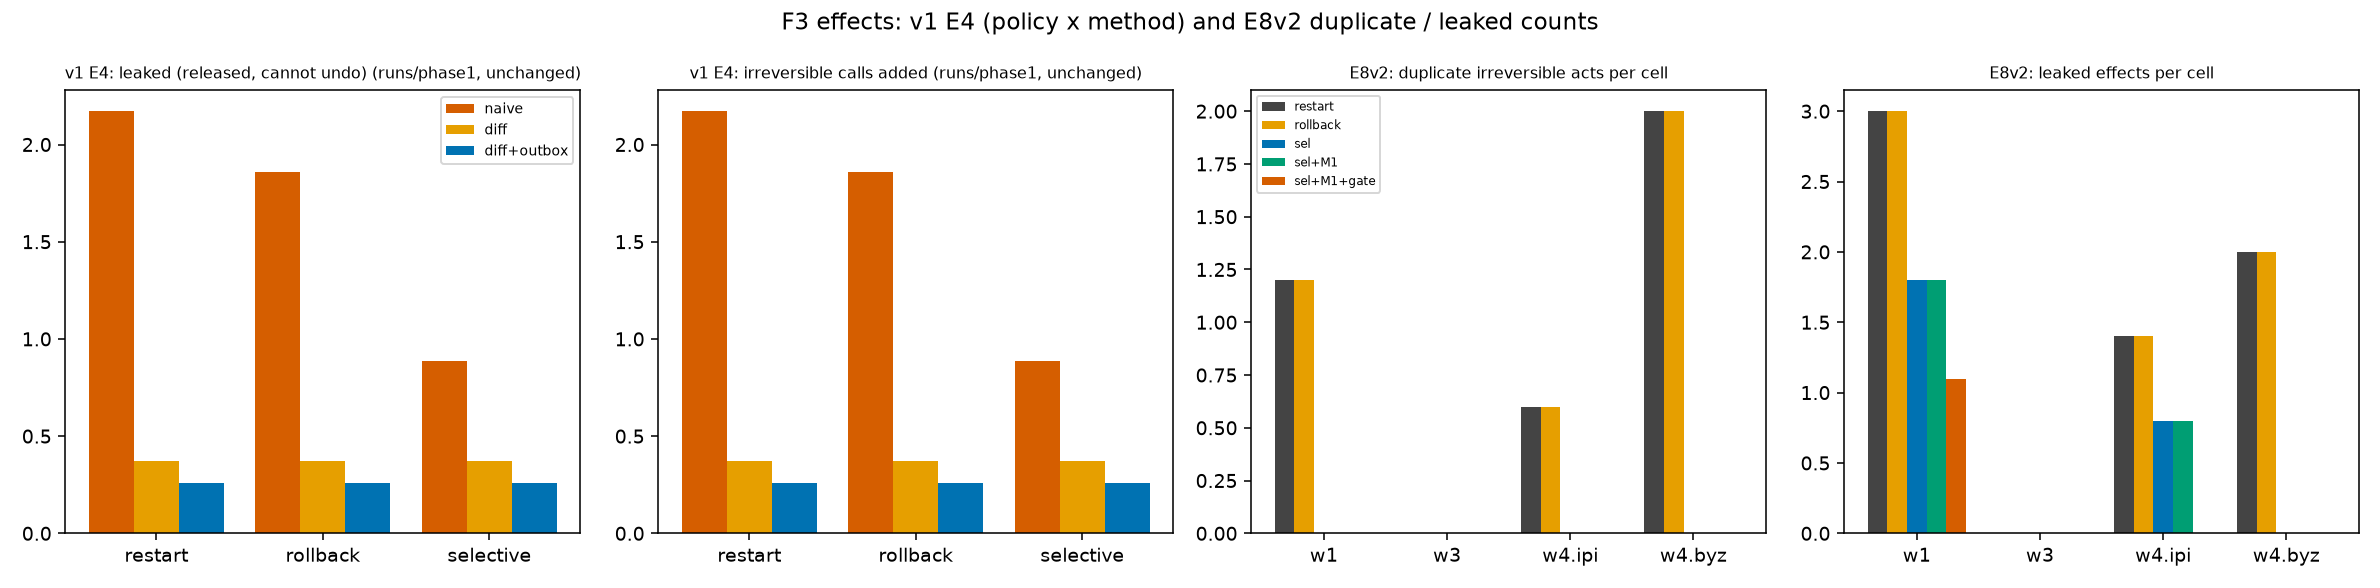 F3 effects: v1 E4 (policy x method) and E8v2 duplicate / leaked counts
v1 E4: leaked (released, cannot undo) (runs/phase1, unchanged)
naive
diff
diff+outbox
2.0
1.5
1.0
0.5
0.0
restart
rollback
selective
v1 E4: irreversible calls added (runs/phase1, unchanged)
2.0
1.5
1.0
0.5
0.0
restart
rollback
selective
E8v2: duplicate irreversible acts per cell
restart
rollback
sel
sel+M1
sel+M1+gate
2.00
1.75
1.50
1.25
1.00
0.75
0.50
0.25
0.00
w1
w3
w4.ipi
w4.byz
E8v2: leaked effects per cell
3.0
2.5
2.0
1.5
1.0
0.5
0.0
w1
w3
w4.ipi
w4.byz